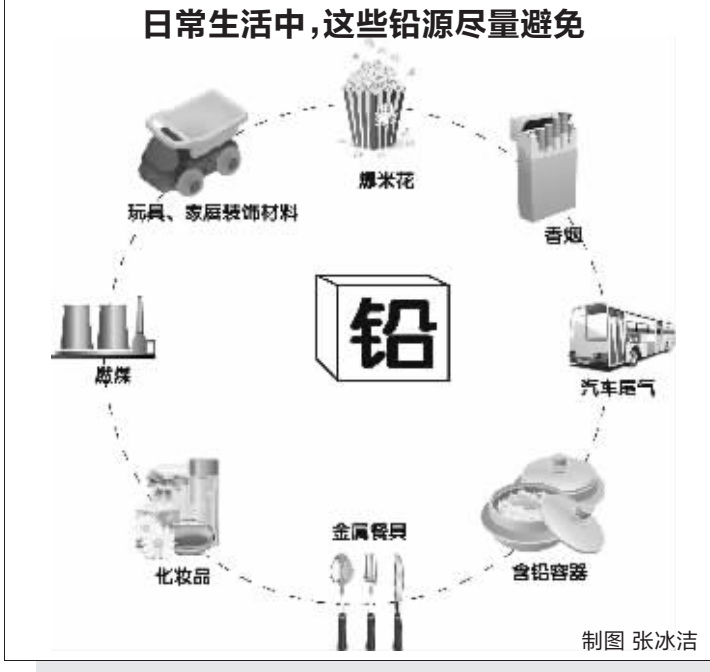 日常生活中,这些铅源尽量避免
爆米花
玩具、家庭装饰材料
香烟
铅
燃煤
汽车尾气
金属餐具
化妆品
含铅容器
制图 张冰洁